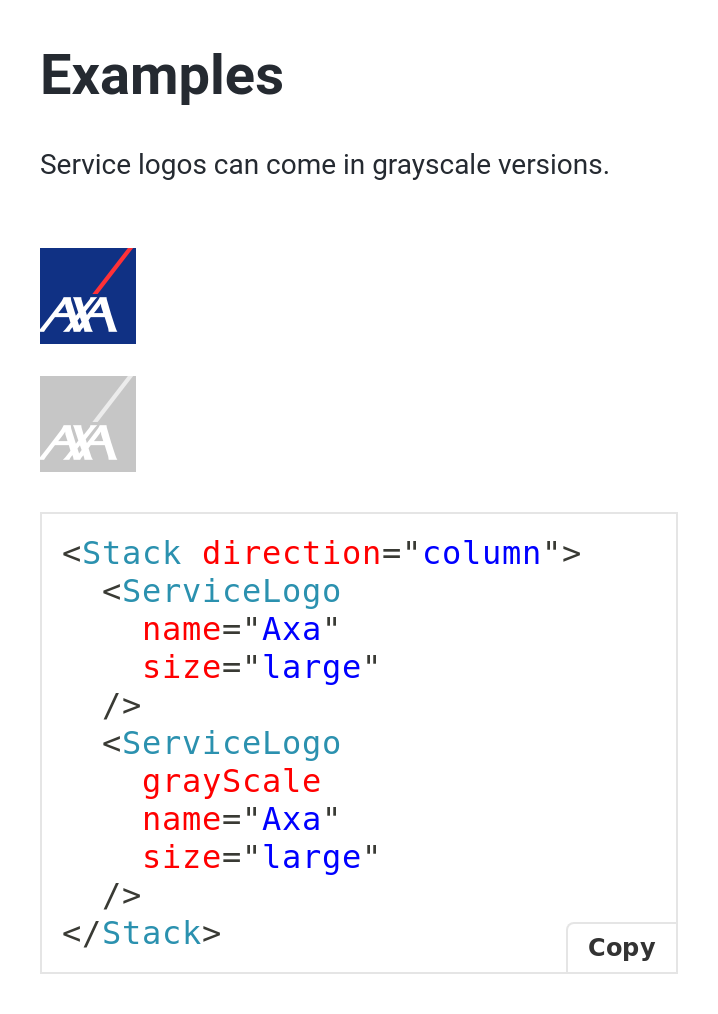 Examples
Service logos can come in grayscale versions.
AXA
AXA
<Stack direction="column">
  <ServiceLogo
    name="Axa"
    size="large"
  />
  <ServiceLogo
    grayScale
    name="Axa"
    size="large"
  />
</Stack>
Copy